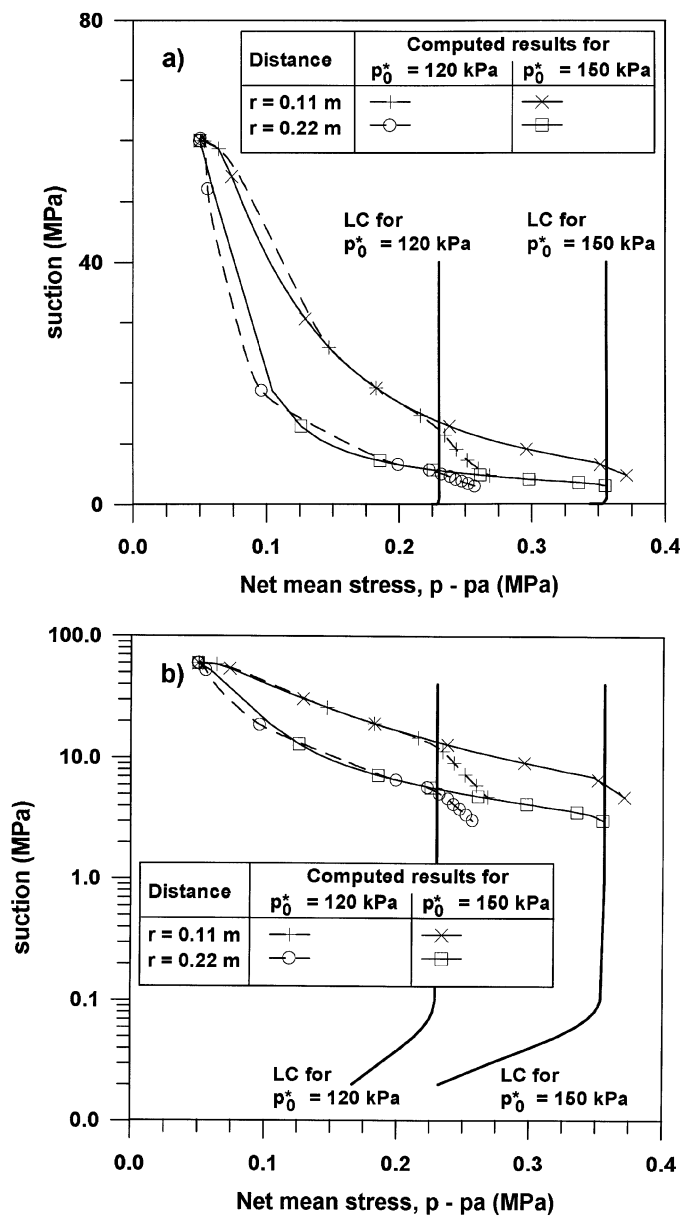 80
40
0
suction (MPa)
a)
Distance
Computed results for
p*0 = 120 kPa
p*0 = 150 kPa
r = 0.11 m
r = 0.22 m
LC for
p*0 = 120 kPa
LC for
p*0 = 150 kPa
0.0
0.1
0.2
0.3
0.4
Net mean stress, p - pa (MPa)
100.0
10.0
1.0
0.1
0.0
suction (MPa)
b)
Distance
Computed results for
p*0 = 120 kPa
p*0 = 150 kPa
r = 0.11 m
r = 0.22 m
LC for
p*0 = 120 kPa
LC for
p*0 = 150 kPa
0.0
0.1
0.2
0.3
0.4
Net mean stress, p - pa (MPa)